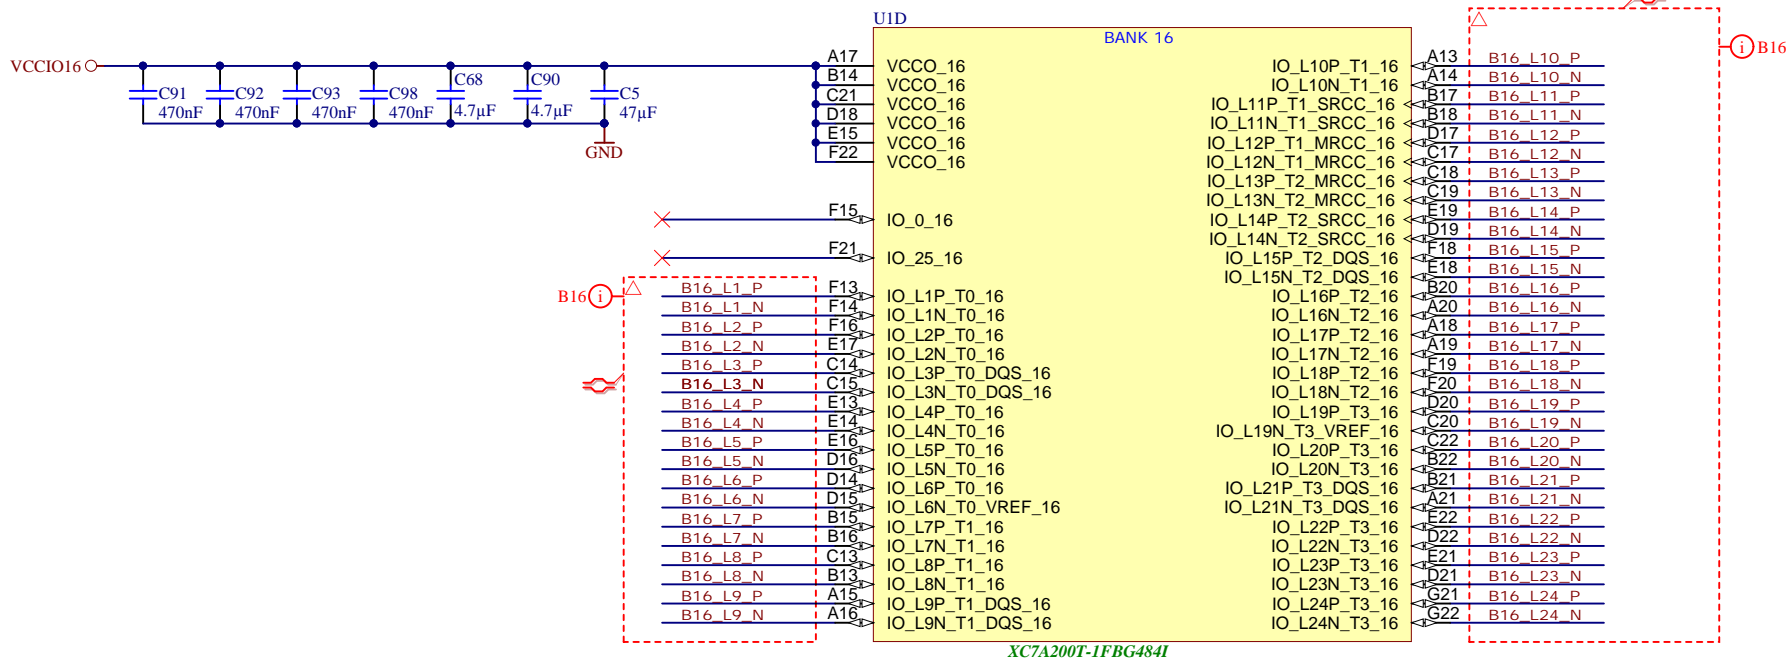 U1D
BANK 16
VCCIO16
C91
470nF
C92
470nF
C93
470nF
C98
470nF
C68
4.7µF
C90
4.7µF
C5
47µF
GND
A17 VCCO_16
B14 VCCO_16
C21 VCCO_16
D18 VCCO_16
E15 VCCO_16
F22 VCCO_16
F15 IO_0_16
F21 IO_25_16
B16 i
B16_L1_P F13 IO_L1P_T0_16
B16_L1_N F14 IO_L1N_T0_16
B16_L2_P F16 IO_L2P_T0_16
B16_L2_N E17 IO_L2N_T0_16
B16_L3_P C14 IO_L3P_T0_DQS_16
B16_L3_N C15 IO_L3N_T0_DQS_16
B16_L4_P E13 IO_L4P_T0_16
B16_L4_N E14 IO_L4N_T0_16
B16_L5_P E16 IO_L5P_T0_16
B16_L5_N D16 IO_L5N_T0_16
B16_L6_P D14 IO_L6P_T0_16
B16_L6_N D15 IO_L6N_T0_VREF_16
B16_L7_P B15 IO_L7P_T1_16
B16_L7_N B16 IO_L7N_T1_16
B16_L8_P C13 IO_L8P_T1_16
B16_L8_N B13 IO_L8N_T1_16
B16_L9_P A15 IO_L9P_T1_DQS_16
B16_L9_N A16 IO_L9N_T1_DQS_16
IO_L10P_T1_16 A13 B16_L10_P
IO_L10N_T1_16 A14 B16_L10_N
IO_L11P_T1_SRCC_16 B17 B16_L11_P
IO_L11N_T1_SRCC_16 B18 B16_L11_N
IO_L12P_T1_MRCC_16 D17 B16_L12_P
IO_L12N_T1_MRCC_16 C17 B16_L12_N
IO_L13P_T2_MRCC_16 C18 B16_L13_P
IO_L13N_T2_MRCC_16 C19 B16_L13_N
IO_L14P_T2_SRCC_16 E19 B16_L14_P
IO_L14N_T2_SRCC_16 D19 B16_L14_N
IO_L15P_T2_DQS_16 F18 B16_L15_P
IO_L15N_T2_DQS_16 E18 B16_L15_N
IO_L16P_T2_16 B20 B16_L16_P
IO_L16N_T2_16 A20 B16_L16_N
IO_L17P_T2_16 A18 B16_L17_P
IO_L17N_T2_16 A19 B16_L17_N
IO_L18P_T2_16 F19 B16_L18_P
IO_L18N_T2_16 F20 B16_L18_N
IO_L19P_T3_16 D20 B16_L19_P
IO_L19N_T3_VREF_16 C20 B16_L19_N
IO_L20P_T3_16 C22 B16_L20_P
IO_L20N_T3_16 B22 B16_L20_N
IO_L21P_T3_DQS_16 B21 B16_L21_P
IO_L21N_T3_DQS_16 A21 B16_L21_N
IO_L22P_T3_16 E22 B16_L22_P
IO_L22N_T3_16 D22 B16_L22_N
IO_L23P_T3_16 E21 B16_L23_P
IO_L23N_T3_16 D21 B16_L23_N
IO_L24P_T3_16 G21 B16_L24_P
IO_L24N_T3_16 G22 B16_L24_N
i B16
XC7A200T-1FBG484I